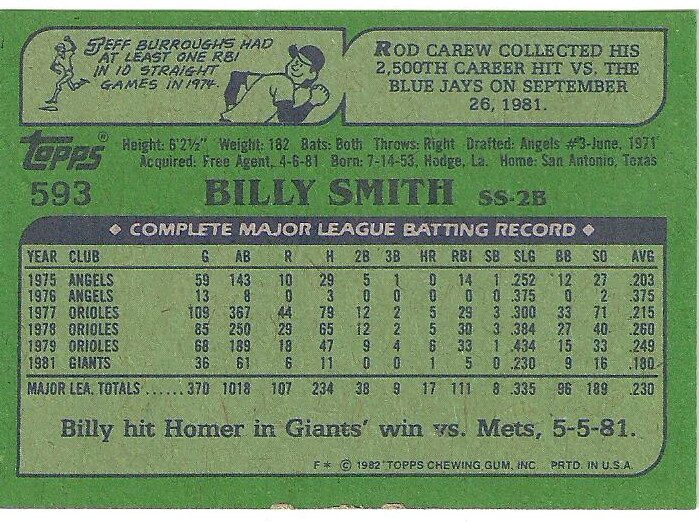 JEFF BURROUGHS HAD
AT LEAST ONE RBI
IN 10 STRAIGHT
GAMES IN 1974.
ROD CAREW COLLECTED HIS
2,500TH CAREER HIT VS. THE
BLUE JAYS ON SEPTEMBER
26, 1981.
Topps®
Height: 6'2½" Weight: 182 Bats: Both Throws: Right Drafted: Angels #3-June, 1971
Acquired: Free Agent, 4-6-81 Born: 7-14-53, Hodge, La. Home: San Antonio, Texas
593 BILLY SMITH SS-2B
◆ COMPLETE MAJOR LEAGUE BATTING RECORD ◆
YEAR CLUB G AB R H 2B 3B HR RBI SB SLG BB SO AVG
1975 ANGELS 59 143 10 29 5 1 0 14 1 .252 12 27 .203
1976 ANGELS 13 8 0 3 0 0 0 0 0 .375 0 2 .375
1977 ORIOLES 109 367 44 79 12 2 5 29 3 .300 33 71 .215
1978 ORIOLES 85 250 29 65 12 2 5 30 3 .384 27 40 .260
1979 ORIOLES 68 189 18 47 9 4 6 33 1 .434 15 33 .249
1981 GIANTS 36 61 6 11 0 0 1 5 0 .230 9 16 .180
MAJOR LEA. TOTALS ...... 370 1018 107 234 38 9 17 111 8 .335 96 189 .230
Billy hit Homer in Giants' win vs. Mets, 5-5-81.
F* © 1982 TOPPS CHEWING GUM, INC. PRTD. IN U.S.A.